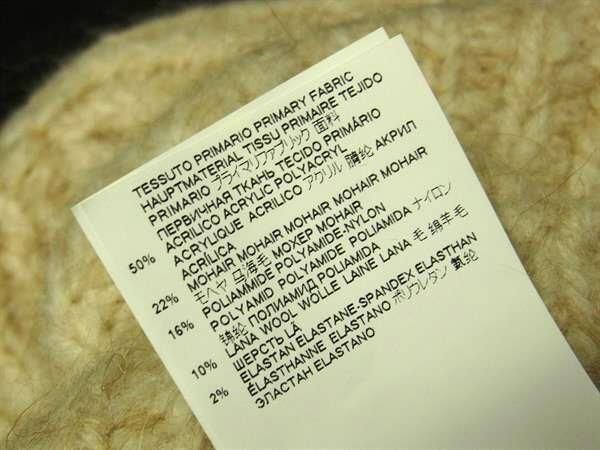 TESSUTO PRIMARIO PRIMARY FABRIC
HAUPTMATERIAL TISSU PRIMAIRE TEJIDO
PRIMARIO プライマリファブリック 面料
ПЕРВИЧНАЯ ТКАНЬ TECIDO PRIMÁRIO
50% ACRILICO ACRYLIC POLYACRYL
ACRYLIQUE ACRILICO アクリル 腈纶 АКРИЛ
ACRÍLICA
22% MOHAIR MOHAIR MOHAIR MOHAIR MOHAIR
モヘヤ 马海毛 МОХЕР MOHAIR
16% POLIAMMIDE POLYAMIDE-NYLON
POLYAMID POLYAMIDE POLIAMIDA ナイロン
锦纶 ПОЛИАМИД POLIAMIDA
10% LANA WOOL WOLLE LAINE LANA 毛 绵羊毛
ШЕРСТЬ LÁ
2% ELASTAN ELASTANE-SPANDEX ELASTHAN
ÉLASTHANNE ELASTANO ポリウレタン 氨纶
ЭЛАСТАН ELASTANO